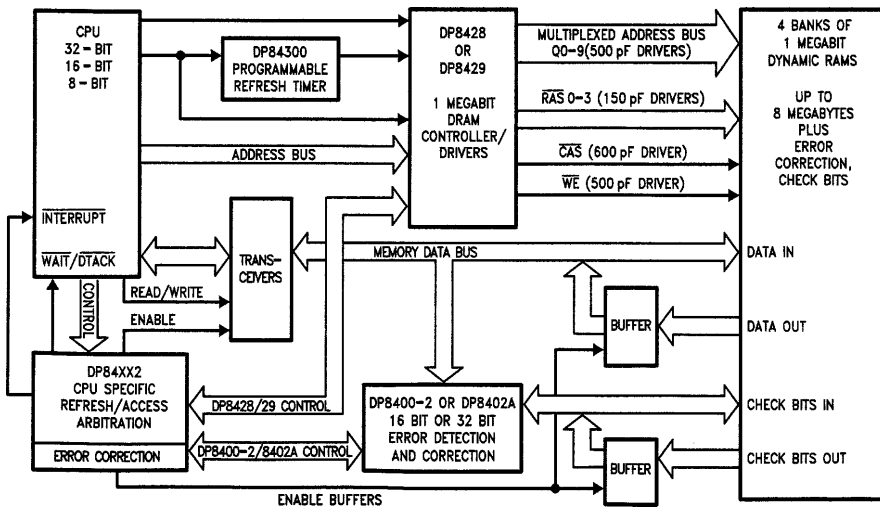 CPU
32-BIT
16-BIT
8-BIT
INTERRUPT
WAIT/DTACK
DP84300
PROGRAMMABLE
REFRESH TIMER
DP8428
OR
DP8429
1 MEGABIT
DRAM
CONTROLLER/
DRIVERS
MULTIPLEXED ADDRESS BUS
Q0-9(500 pF DRIVERS)
RAS 0-3 (150 pF DRIVERS)
CAS (600 pF DRIVER)
WE (500 pF DRIVER)
4 BANKS OF
1 MEGABIT
DYNAMIC RAMS
UP TO
8 MEGABYTES
PLUS
ERROR
CORRECTION,
CHECK BITS
ADDRESS BUS
TRANS-
CEIVERS
MEMORY DATA BUS
DATA IN
READ/WRITE
CONTROL
ENABLE
BUFFER
DATA OUT
DP84XX2
CPU SPECIFIC
REFRESH/ACCESS
ARBITRATION
ERROR CORRECTION
DP8428/29 CONTROL
DP8400-2/8402A CONTROL
DP8400-2 OR DP8402A
16 BIT OR 32 BIT
ERROR DETECTION
AND CORRECTION
CHECK BITS IN
BUFFER
CHECK BITS OUT
ENABLE BUFFERS